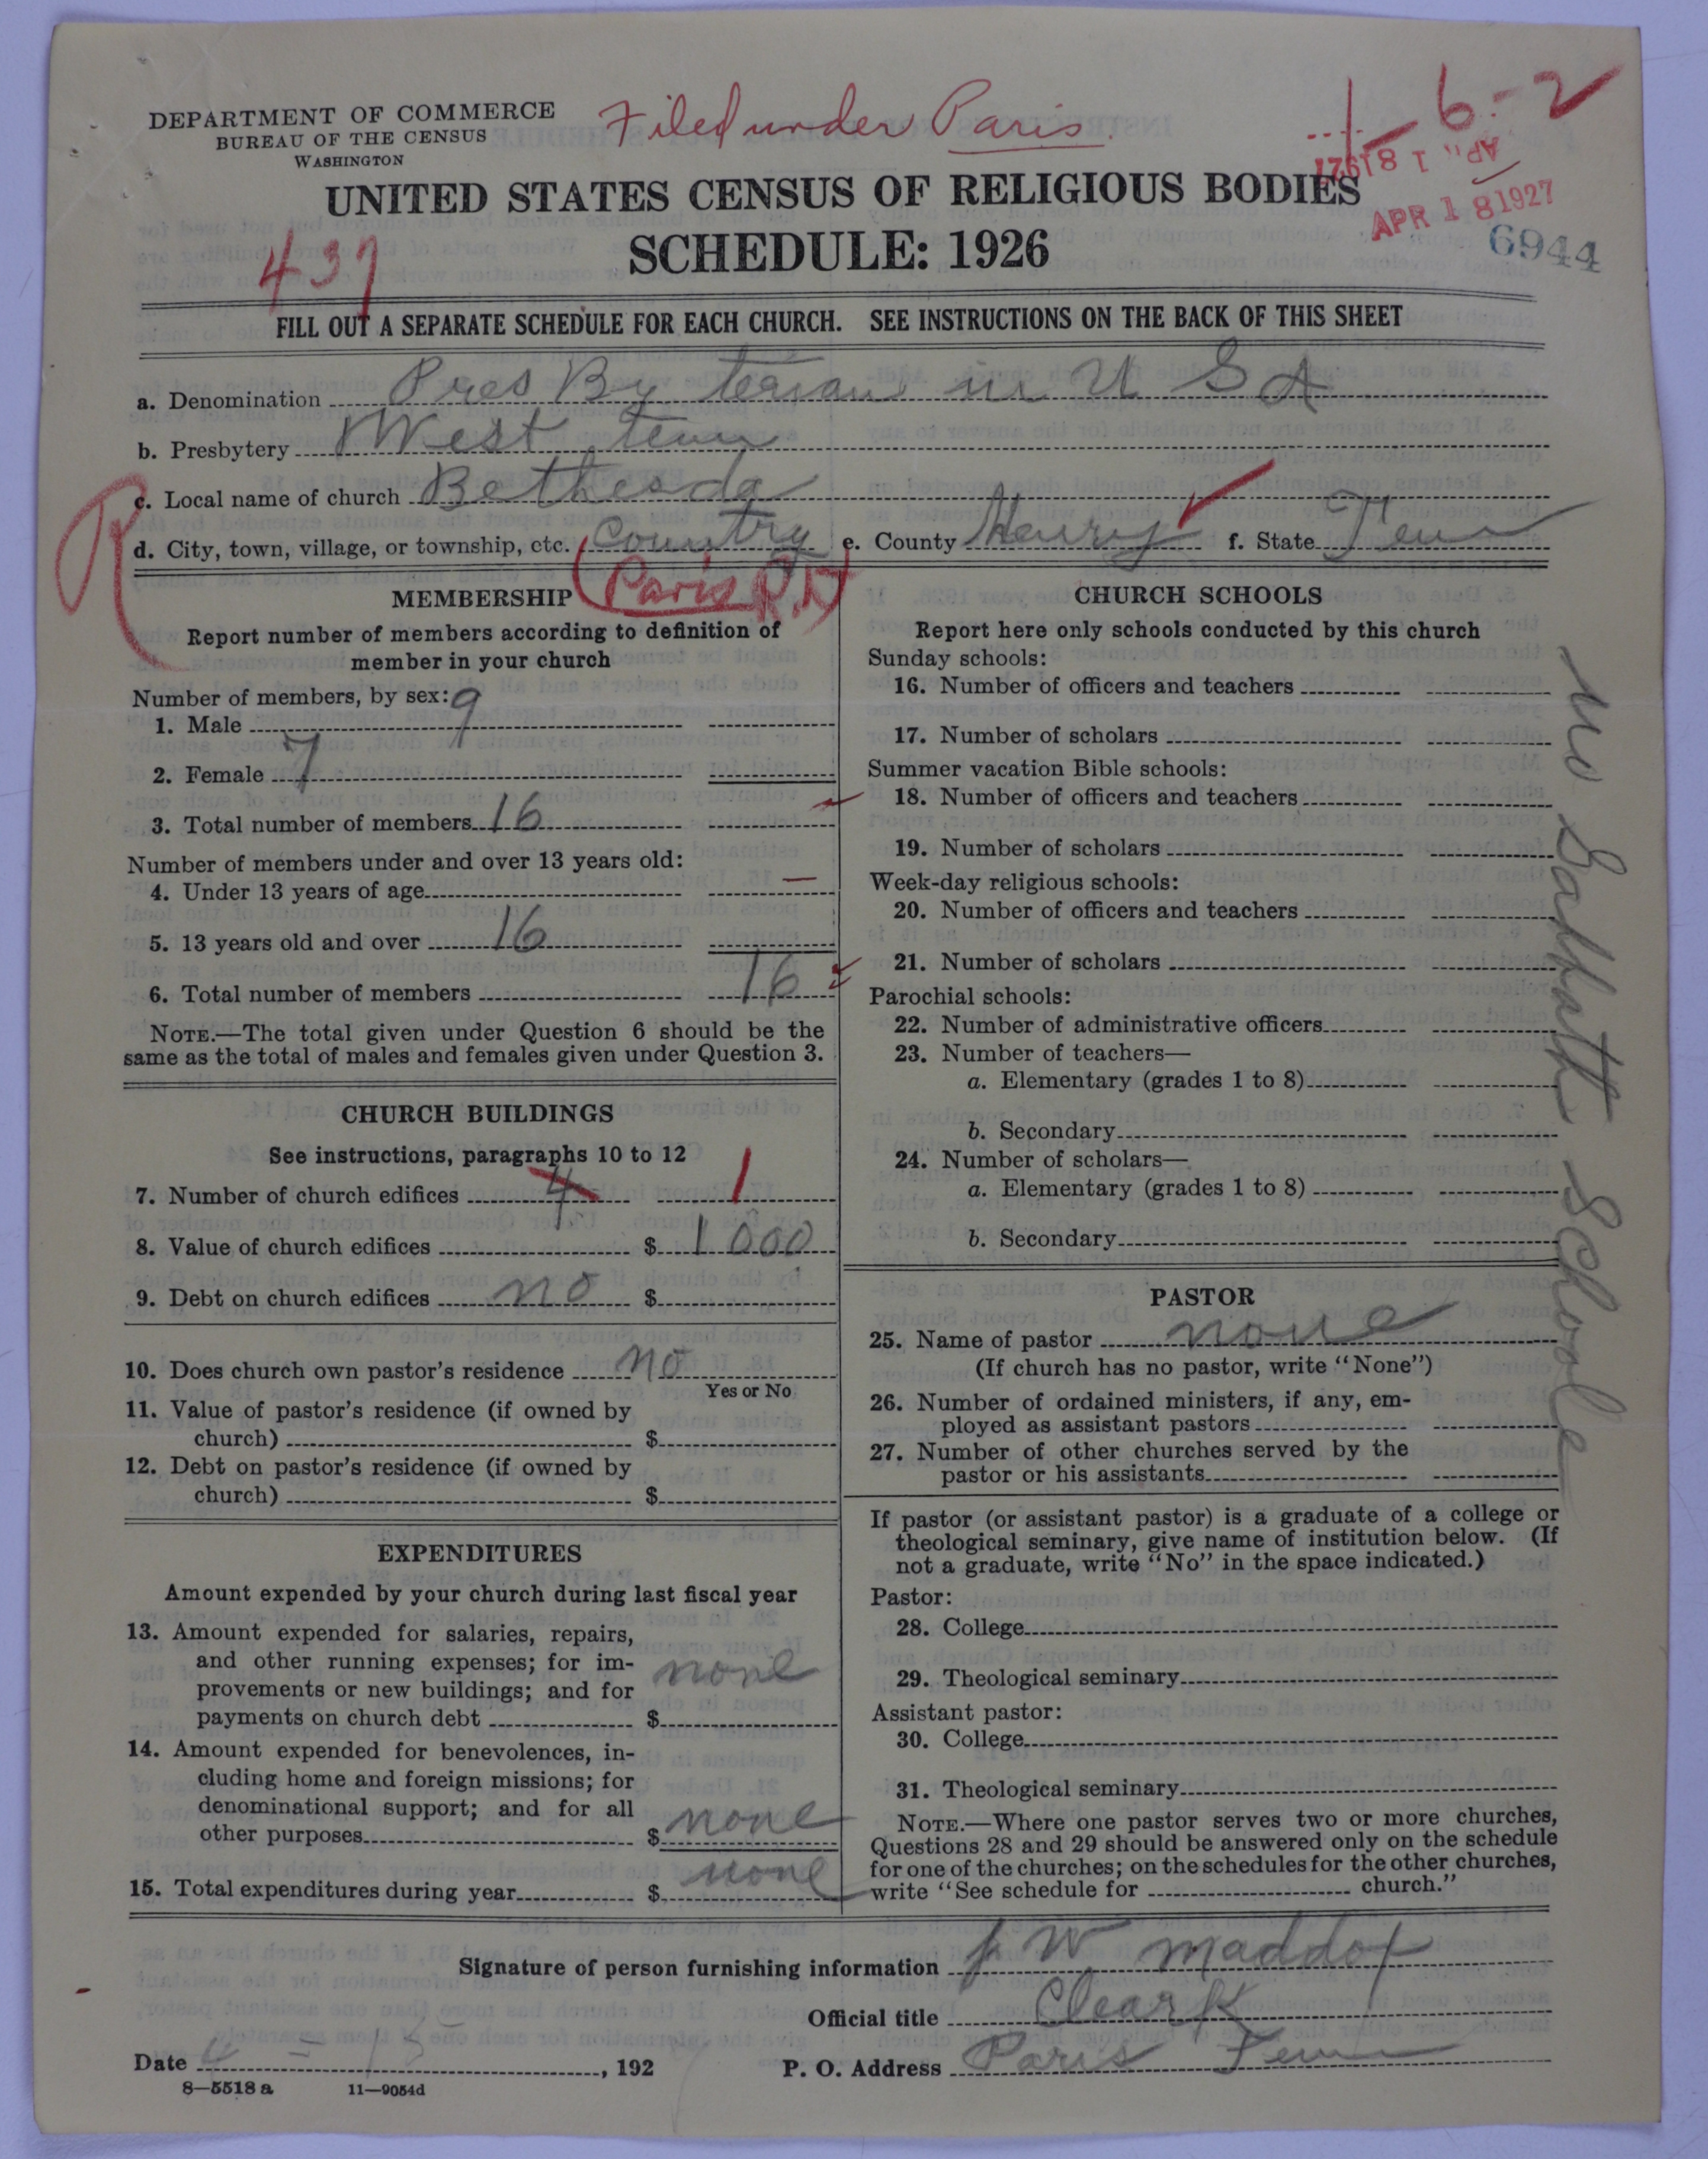 DEPARTMENT OF COMMERCE
BUREAU OF THE CENSUS
WASHINGTON
Filed under Paris.
1-6-2
APR 18 1927
APR 18 1927
6944
UNITED STATES CENSUS OF RELIGIOUS BODIES
SCHEDULE: 1926
437
FILL OUT A SEPARATE SCHEDULE FOR EACH CHURCH. SEE INSTRUCTIONS ON THE BACK OF THIS SHEET
a. Denomination Pres By terian in U S A
b. Presbytery West tenn
R
c. Local name of church Bethesda
d. City, town, village, or township, etc. Country e. County Henry f. State Tenn
(Paris R.D)
MEMBERSHIP
Report number of members according to definition of
member in your church
Number of members, by sex:
1. Male 9
2. Female 7
3. Total number of members 16
Number of members under and over 13 years old:
4. Under 13 years of age —
5. 13 years old and over 16
6. Total number of members 16
NOTE.—The total given under Question 6 should be the
same as the total of males and females given under Question 3.
CHURCH BUILDINGS
See instructions, paragraphs 10 to 12
7. Number of church edifices 4 1
8. Value of church edifices $ 1000
9. Debt on church edifices no $
10. Does church own pastor's residence no
Yes or No
11. Value of pastor's residence (if owned by
church) $
12. Debt on pastor's residence (if owned by
church) $
EXPENDITURES
Amount expended by your church during last fiscal year
13. Amount expended for salaries, repairs,
and other running expenses; for im-
provements or new buildings; and for
payments on church debt $ none
14. Amount expended for benevolences, in-
cluding home and foreign missions; for
denominational support; and for all
other purposes $ none
15. Total expenditures during year $ none
CHURCH SCHOOLS
Report here only schools conducted by this church
Sunday schools:
16. Number of officers and teachers
17. Number of scholars
Summer vacation Bible schools:
18. Number of officers and teachers
19. Number of scholars
Week-day religious schools:
20. Number of officers and teachers
21. Number of scholars
Parochial schools:
22. Number of administrative officers
23. Number of teachers—
a. Elementary (grades 1 to 8)
b. Secondary
24. Number of scholars—
a. Elementary (grades 1 to 8)
b. Secondary
no Sabbath Schoole
PASTOR
25. Name of pastor none
(If church has no pastor, write "None")
26. Number of ordained ministers, if any, em-
ployed as assistant pastors
27. Number of other churches served by the
pastor or his assistants
If pastor (or assistant pastor) is a graduate of a college or
theological seminary, give name of institution below. (If
not a graduate, write "No" in the space indicated.)
Pastor:
28. College
29. Theological seminary
Assistant pastor:
30. College
31. Theological seminary
NOTE.—Where one pastor serves two or more churches,
Questions 28 and 29 should be answered only on the schedule
for one of the churches; on the schedules for the other churches,
write "See schedule for church."
Signature of person furnishing information J W maddox
Official title Cleark
Date 4 = 15, 192 P. O. Address Paris Tenn
8—5518 a 11—9054d